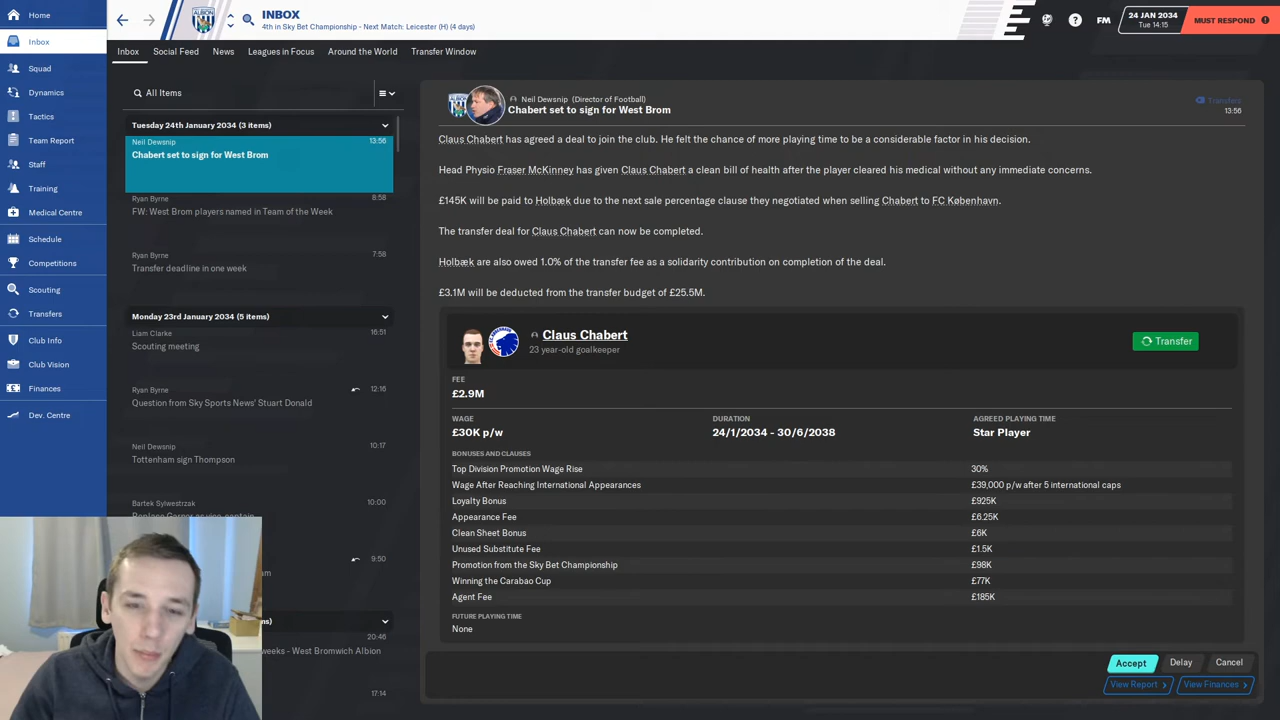 Home
Inbox
Squad
Dynamics
Tactics
Team Report
Staff
Training
Medical Centre
Schedule
Competitions
Scouting
Transfers
Club Info
Club Vision
Finances
Dev. Centre
INBOX
4th in Sky Bet Championship - Next Match: Leicester (H) (4 days)
FM
24 JAN 2034
Tue 14:15
MUST RESPOND
Inbox
Social Feed
News
Leagues in Focus
Around the World
Transfer Window
All Items
Tuesday 24th January 2034 (3 items)
Neil Dewsnip 13:56
Chabert set to sign for West Brom
Ryan Byrne 8:58
FW: West Brom players named in Team of the Week
Ryan Byrne 7:58
Transfer deadline in one week
Monday 23rd January 2034 (5 items)
Liam Clarke 16:51
Scouting meeting
Ryan Byrne 12:16
Question from Sky Sports News' Stuart Donald
Neil Dewsnip 10:17
Tottenham sign Thompson
Bartek Sylwestrzak 10:00
9:50
20:46
weeks - West Bromwich Albion
17:14
Neil Dewsnip (Director of Football)
Chabert set to sign for West Brom
Transfers
13:56
Claus Chabert has agreed a deal to join the club. He felt the chance of more playing time to be a considerable factor in his decision.
Head Physio Fraser McKinney has given Claus Chabert a clean bill of health after the player cleared his medical without any immediate concerns.
£145K will be paid to Holbæk due to the next sale percentage clause they negotiated when selling Chabert to FC København.
The transfer deal for Claus Chabert can now be completed.
Holbæk are also owed 1.0% of the transfer fee as a solidarity contribution on completion of the deal.
£3.1M will be deducted from the transfer budget of £25.5M.
Claus Chabert
23 year-old goalkeeper
Transfer
FEE
£2.9M
WAGE
£30K p/w
DURATION
24/1/2034 - 30/6/2038
AGREED PLAYING TIME
Star Player
BONUSES AND CLAUSES
Top Division Promotion Wage Rise 30%
Wage After Reaching International Appearances £39,000 p/w after 5 international caps
Loyalty Bonus £925K
Appearance Fee £6.25K
Clean Sheet Bonus £6K
Unused Substitute Fee £1.5K
Promotion from the Sky Bet Championship £98K
Winning the Carabao Cup £77K
Agent Fee £185K
FUTURE PLAYING TIME
None
Accept
Delay
Cancel
View Report
View Finances